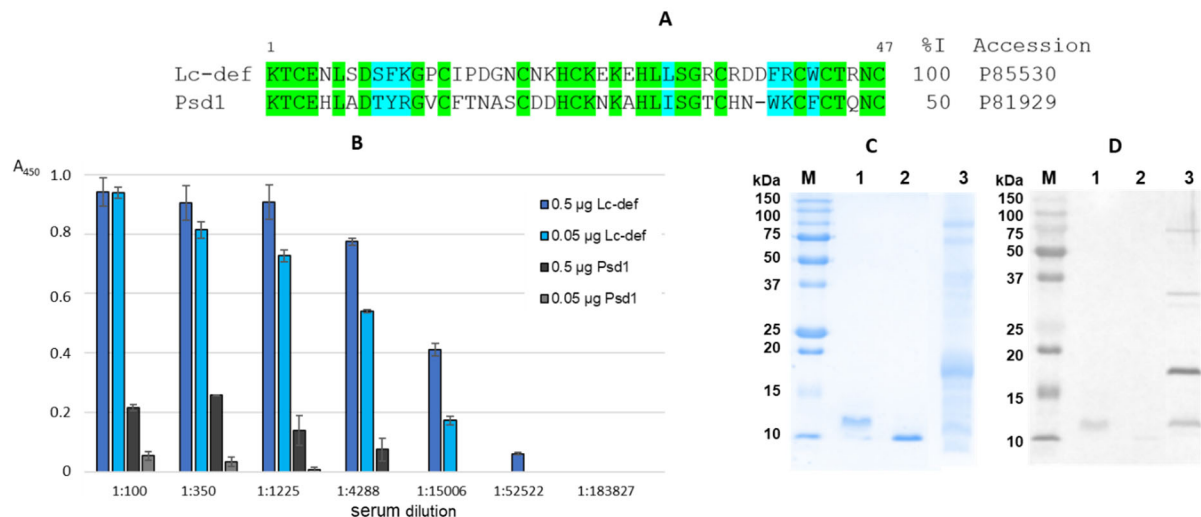 A
1 47 %I Accession
Lc-def KTCENLSDSFKGPCIPDGNCNKHCKEKEHLLSGRCRDDFRCWCTRNC 100 P85530
Psd1 KTCEHLADTYRGVCFTNASCDDHCKNKAHLISGTCHN-WKCFCTQNC 50 P81929
B
A450
1.0
0.8
0.6
0.4
0.2
0
0.5 µg Lc-def
0.05 µg Lc-def
0.5 µg Psd1
0.05 µg Psd1
1:100 1:350 1:1225 1:4288 1:15006 1:52522 1:183827
serum dilution
C
kDa M 1 2 3
150
100
75
50
37
25
20
15
10
D
kDa M 1 2 3
150
100
75
50
37
25
20
15
10